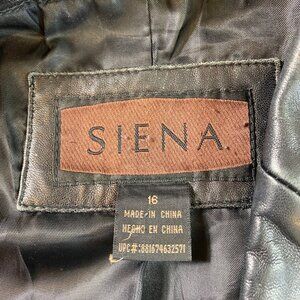 SIENA
16
MADE IN CHINA
HECHO EN CHINA
UPC#:881674632571